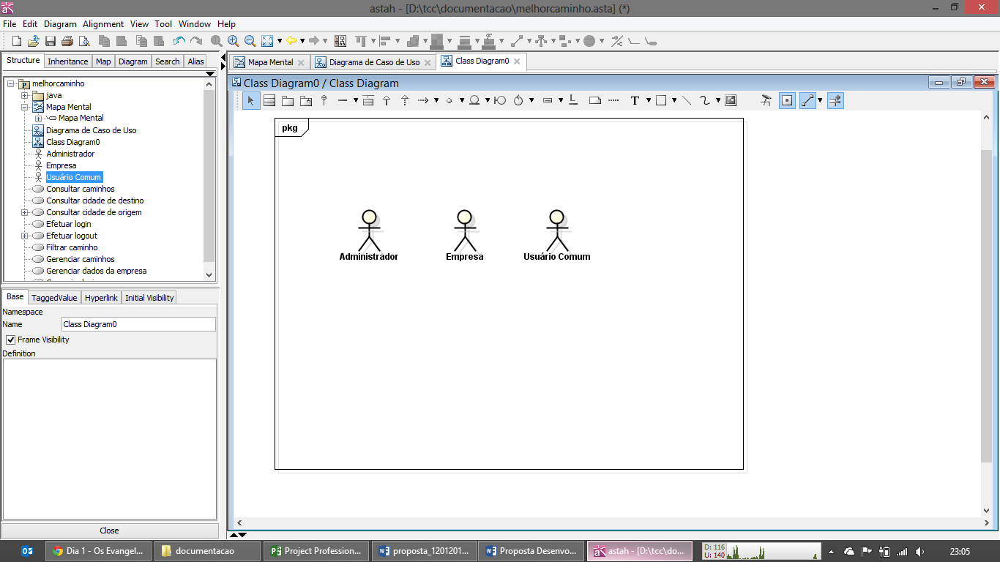 astah - [D:\tcc\documentacao\melhorcaminho.asta] (*)
File Edit Diagram Alignment View Tool Window Help
Structure Inheritance Map Diagram Search Alias
melhorcaminho
java
Mapa Mental
Mapa Mental
Diagrama de Caso de Uso
Class Diagram0
Administrador
Empresa
Usuário Comum
Consultar caminhos
Consultar cidade de destino
Consultar cidade de origem
Efetuar login
Efetuar logout
Filtrar caminho
Gerenciar caminhos
Gerenciar dados da empresa
Base TaggedValue Hyperlink Initial Visibility
Namespace
Name Class Diagram0
Frame Visibility
Definition
Close
Mapa Mental Diagrama de Caso de Uso Class Diagram0
Class Diagram0 / Class Diagram
T
pkg
Administrador Empresa Usuário Comum
Dia 1 - Os Evangel... documentacao Project Profession... proposta_1201201... Proposta Desenvo... astah - [D:\tcc\do... D: 116 23:05
U: 140